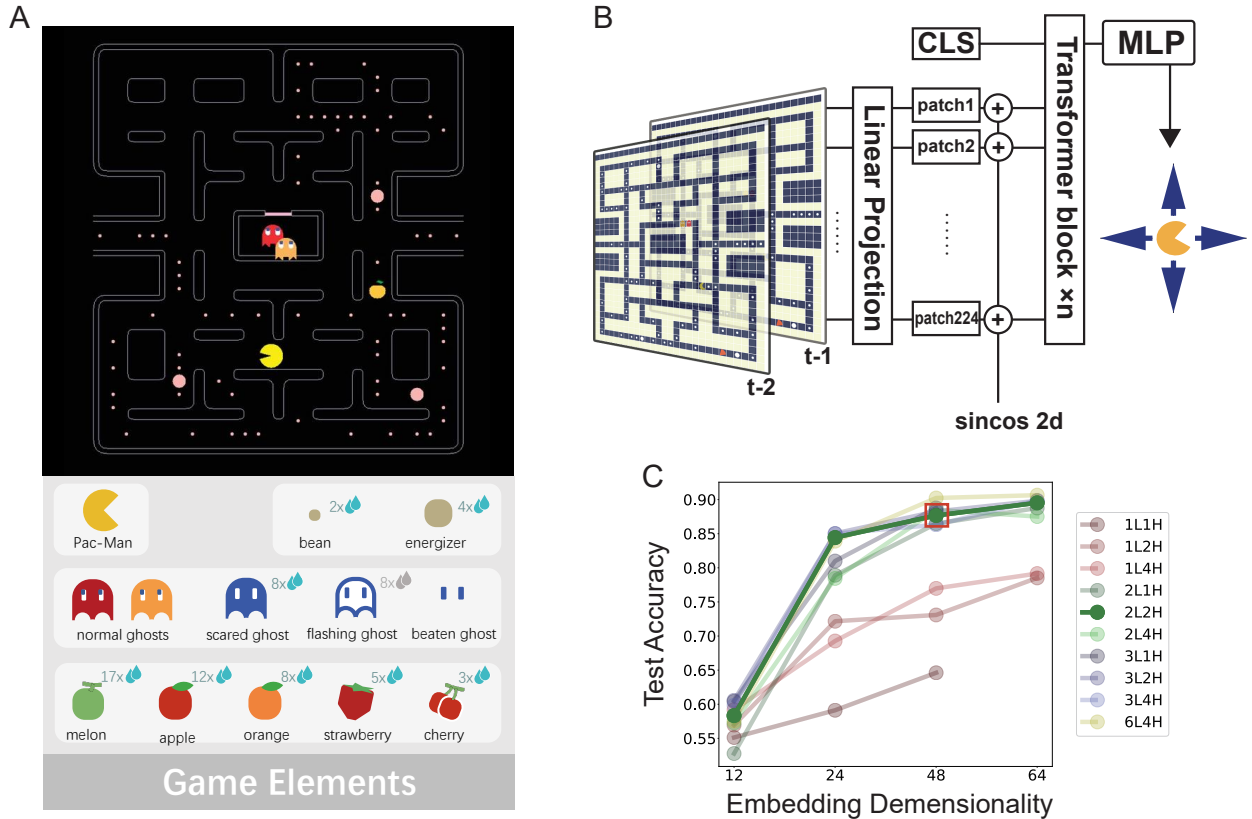 A
2x
4x
Pac-Man
bean
energizer
8x
8x
normal ghosts
scared ghost
flashing ghost
beaten ghost
17x
12x
8x
5x
3x
melon
apple
orange
strawberry
cherry
Game Elements
B
CLS
MLP
patch1
patch2
patch224
Linear Projection
Transformer block ×n
t-1
t-2
sincos 2d
C
Test Accuracy
0.90
0.85
0.80
0.75
0.70
0.65
0.60
0.55
12
24
48
64
Embedding Demensionality
1L1H
1L2H
1L4H
2L1H
2L2H
2L4H
3L1H
3L2H
3L4H
6L4H